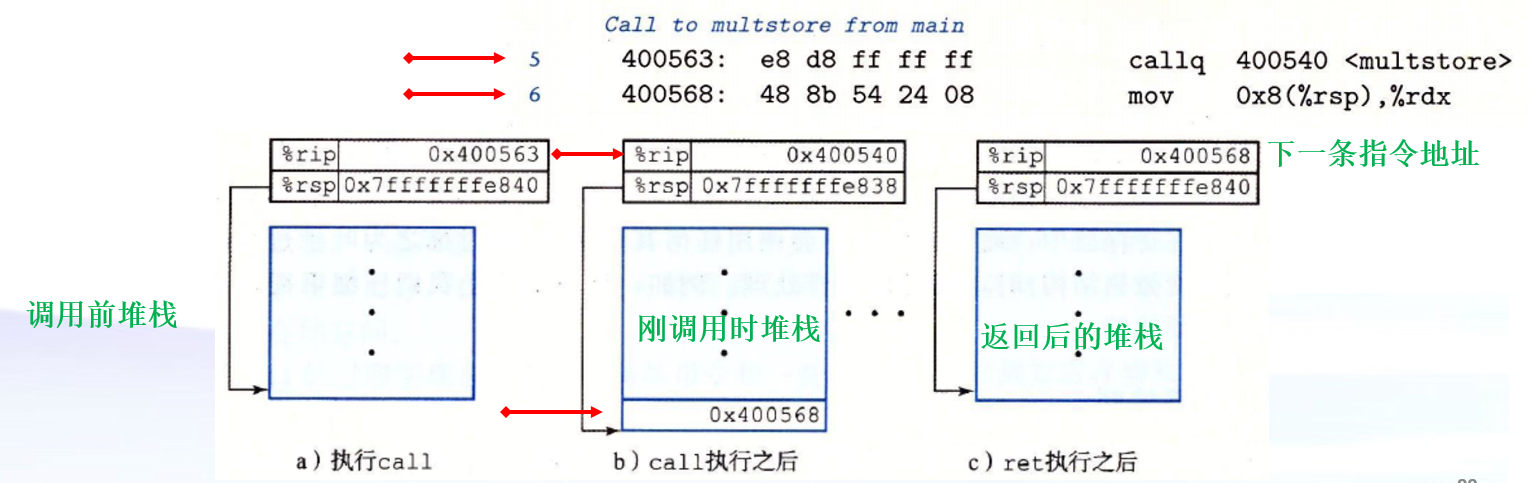 Call to multstore from main
5 400563: e8 d8 ff ff ff callq 400540 <multstore>
6 400568: 48 8b 54 24 08 mov 0x8(%rsp),%rdx
%rip 0x400563 %rip 0x400540 %rip 0x400568 下一条指令地址
%rsp 0x7fffffffe840 %rsp 0x7fffffffe838 %rsp 0x7fffffffe840
调用前堆栈 刚调用时堆栈 返回后的堆栈
0x400568
a）执行call b）call执行之后 c）ret执行之后